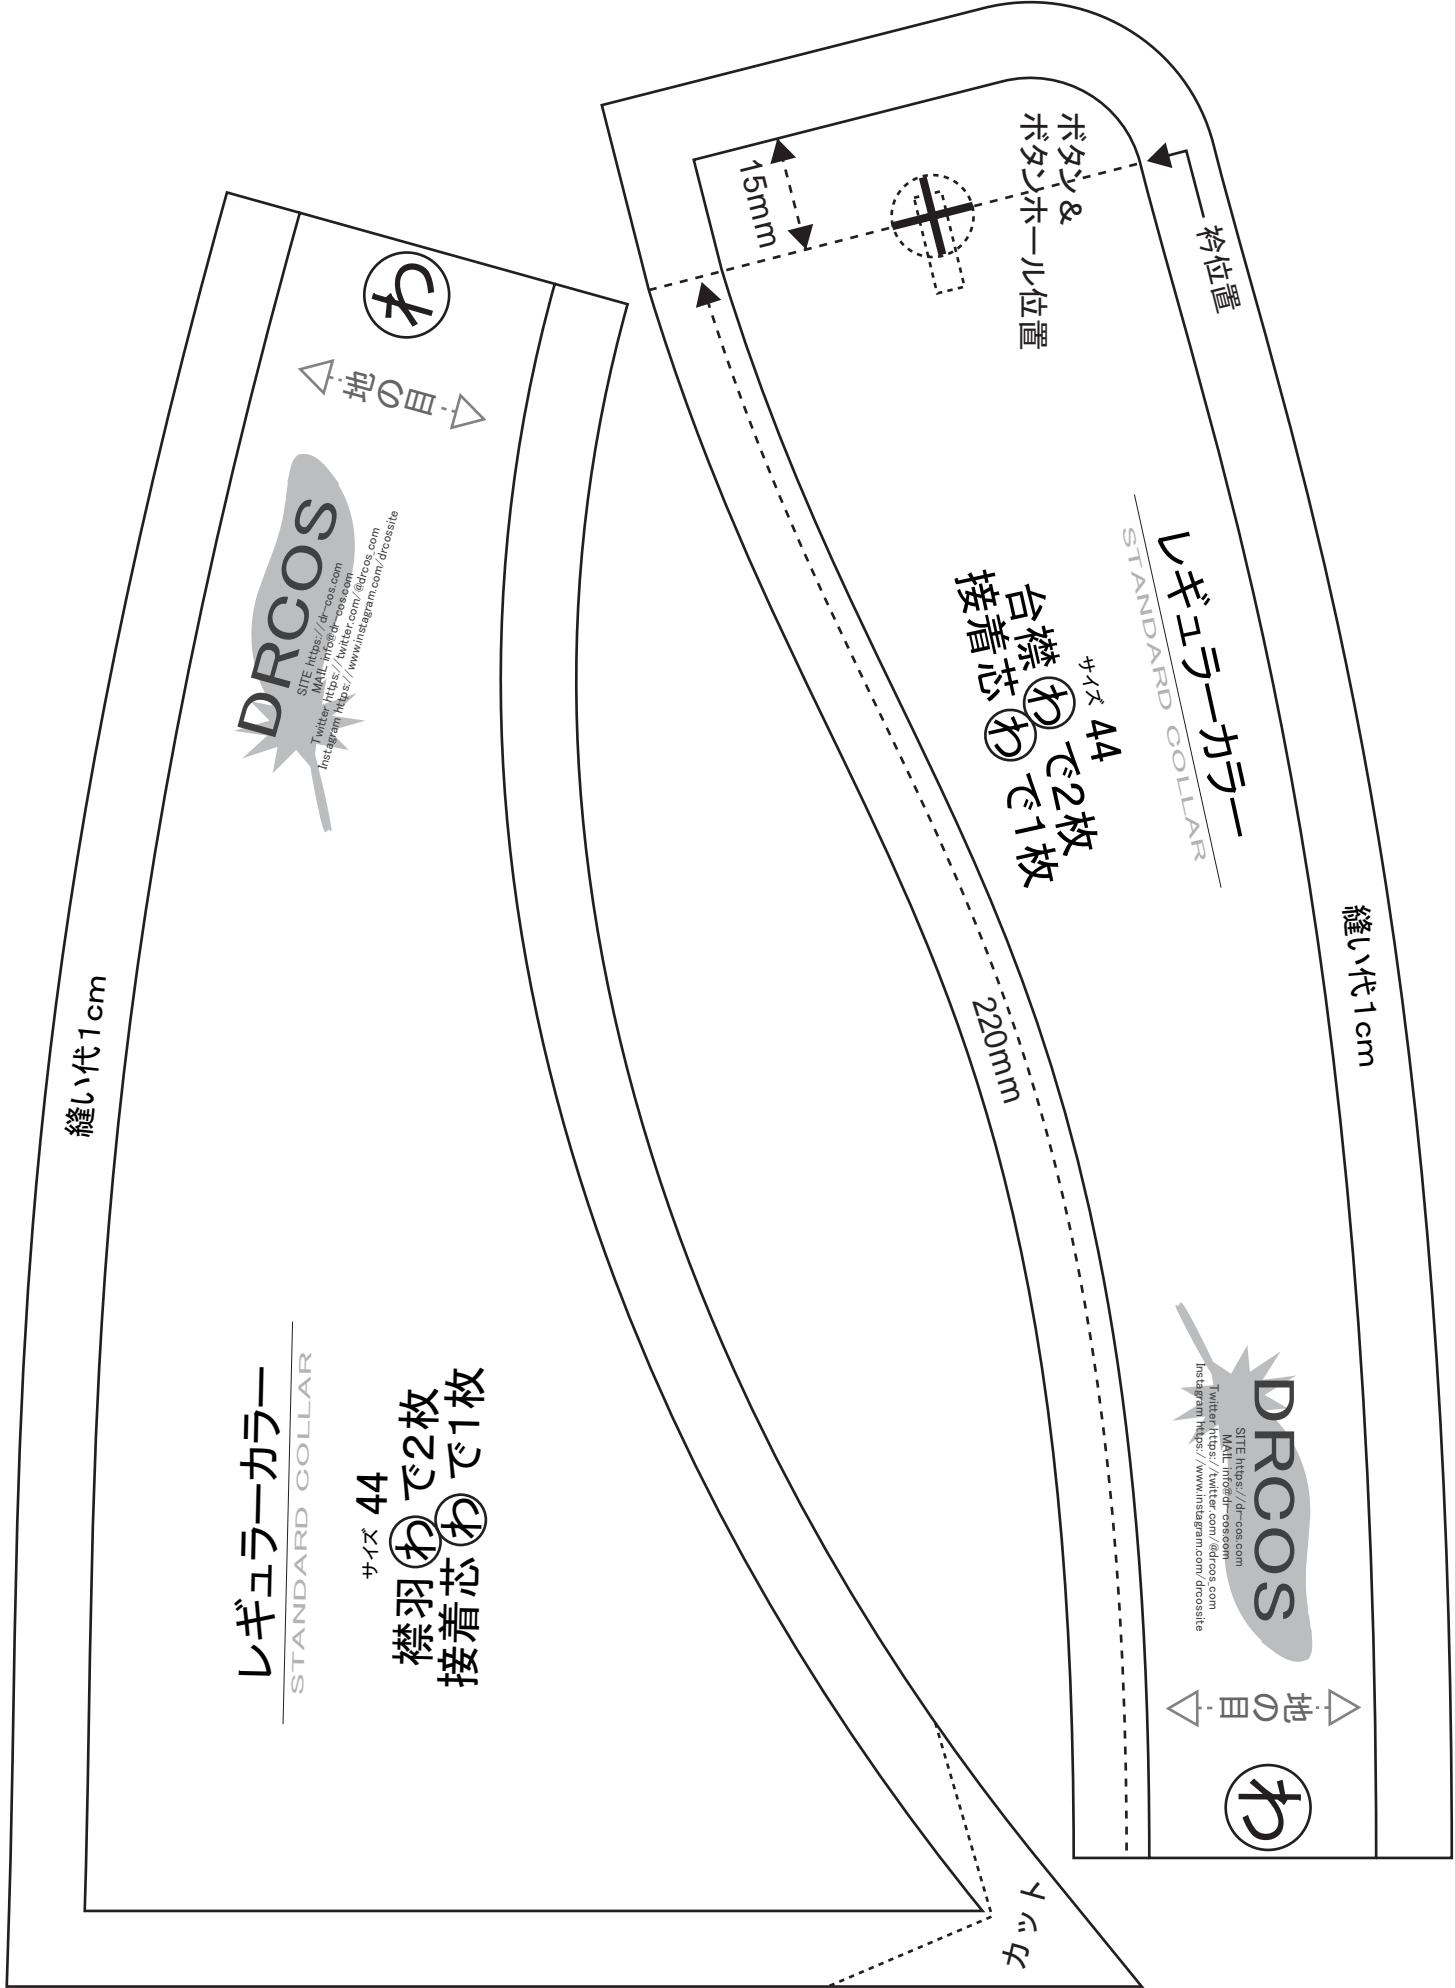 わ
地の目
DRCOS
SITE https://dr-cos.com
MAIL info@dr-cos.com
Twitter https://twitter.com/@drcos_com
Instagram https://www.instagram.com/drcossite
縫い代1cm
レギュラーカラー
STANDARD COLLAR
サイズ 44
襟羽わで2枚
接着芯わで1枚
カット
ボタン&
ボタンホール位置
15mm
衿位置
レギュラーカラー
STANDARD COLLAR
サイズ 44
台襟わで2枚
接着芯わで1枚
220mm
縫い代1cm
DRCOS
SITE https://dr-cos.com
MAIL info@dr-cos.com
Twitter https://twitter.com/@drcos_com
Instagram https://www.instagram.com/drcossite
地の目
わ